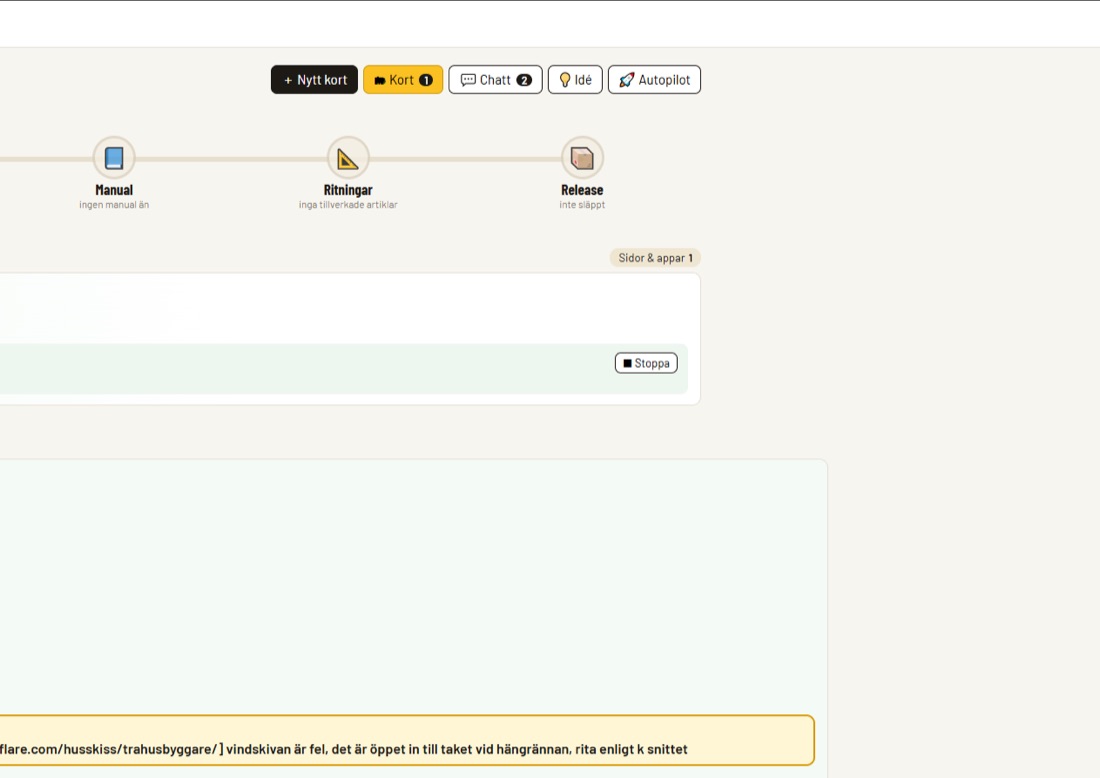 + Nytt kort
Kort 1
Chatt 2
Idé
Autopilot
Manual
ingen manual än
Ritningar
inga tillverkade artiklar
Release
inte släppt
Sidor & appar 1
Stoppa
flare.com/husskiss/trahusbyggare/] vindskivan är fel, det är öppet in till taket vid hängrännan, rita enligt k snittet